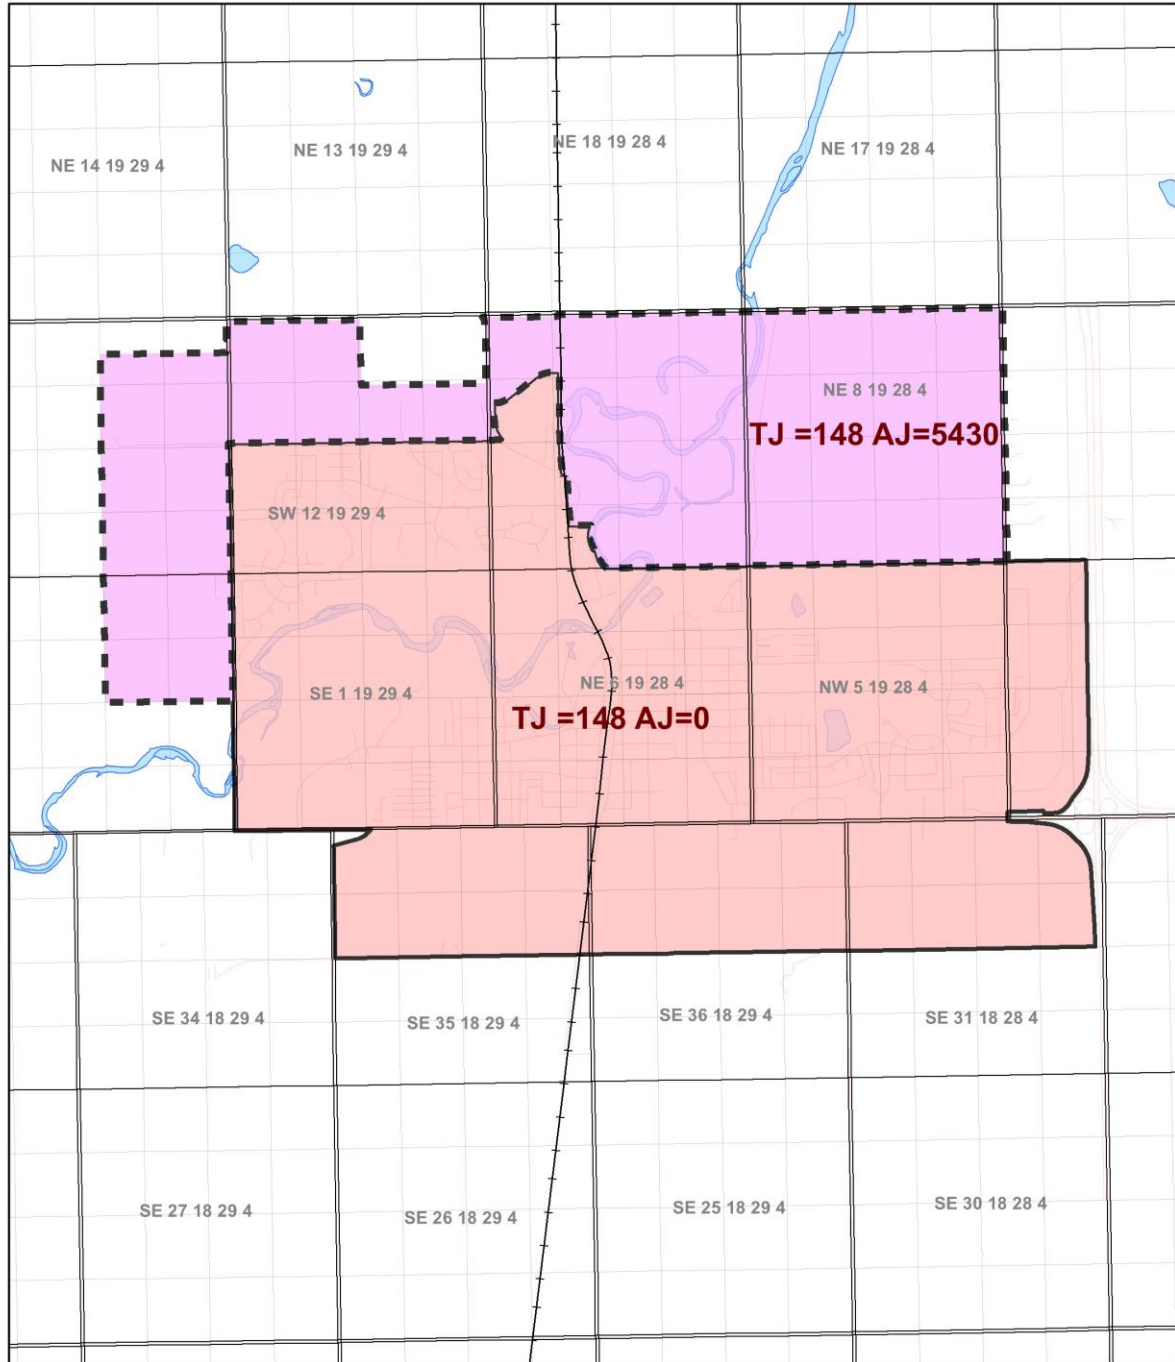 NE 14 19 29 4
NE 13 19 29 4
NE 18 19 28 4
NE 17 19 28 4
NE 8 19 28 4
TJ =148 AJ=5430
SW 12 19 29 4
SE 1 19 29 4
NE 6 19 28 4
NW 5 19 28 4
TJ =148 AJ=0
SE 34 18 29 4
SE 35 18 29 4
SE 36 18 29 4
SE 31 18 28 4
SE 27 18 29 4
SE 26 18 29 4
SE 25 18 29 4
SE 30 18 28 4